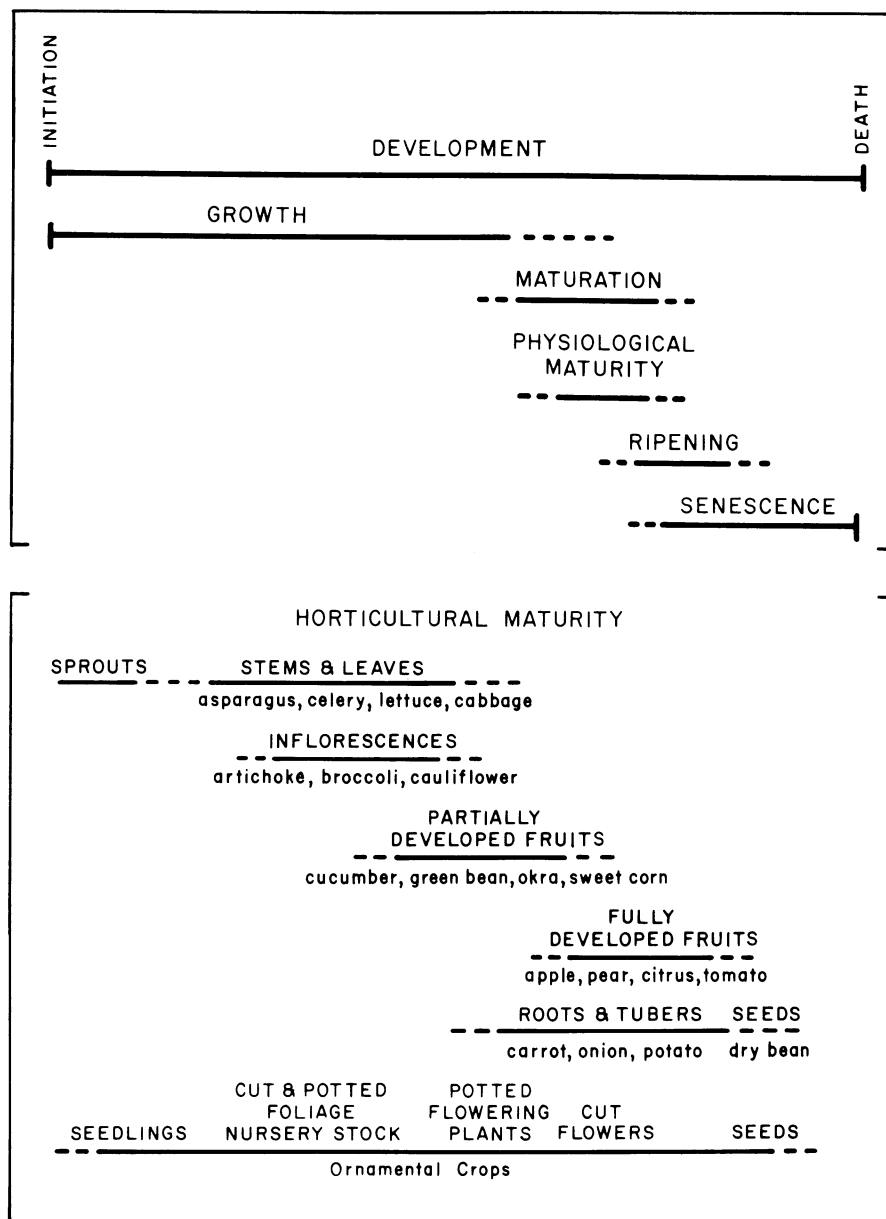 INITIATION
DEATH
DEVELOPMENT
GROWTH
MATURATION
PHYSIOLOGICAL
MATURITY
RIPENING
SENESCENCE
HORTICULTURAL MATURITY
SPROUTS STEMS & LEAVES
asparagus, celery, lettuce, cabbage
INFLORESCENCES
artichoke, broccoli, cauliflower
PARTIALLY
DEVELOPED FRUITS
cucumber, green bean, okra, sweet corn
FULLY
DEVELOPED FRUITS
apple, pear, citrus, tomato
ROOTS & TUBERS SEEDS
carrot, onion, potato dry bean
CUT & POTTED POTTED
FOLIAGE FLOWERING CUT
SEEDLINGS NURSERY STOCK PLANTS FLOWERS SEEDS
Ornamental Crops